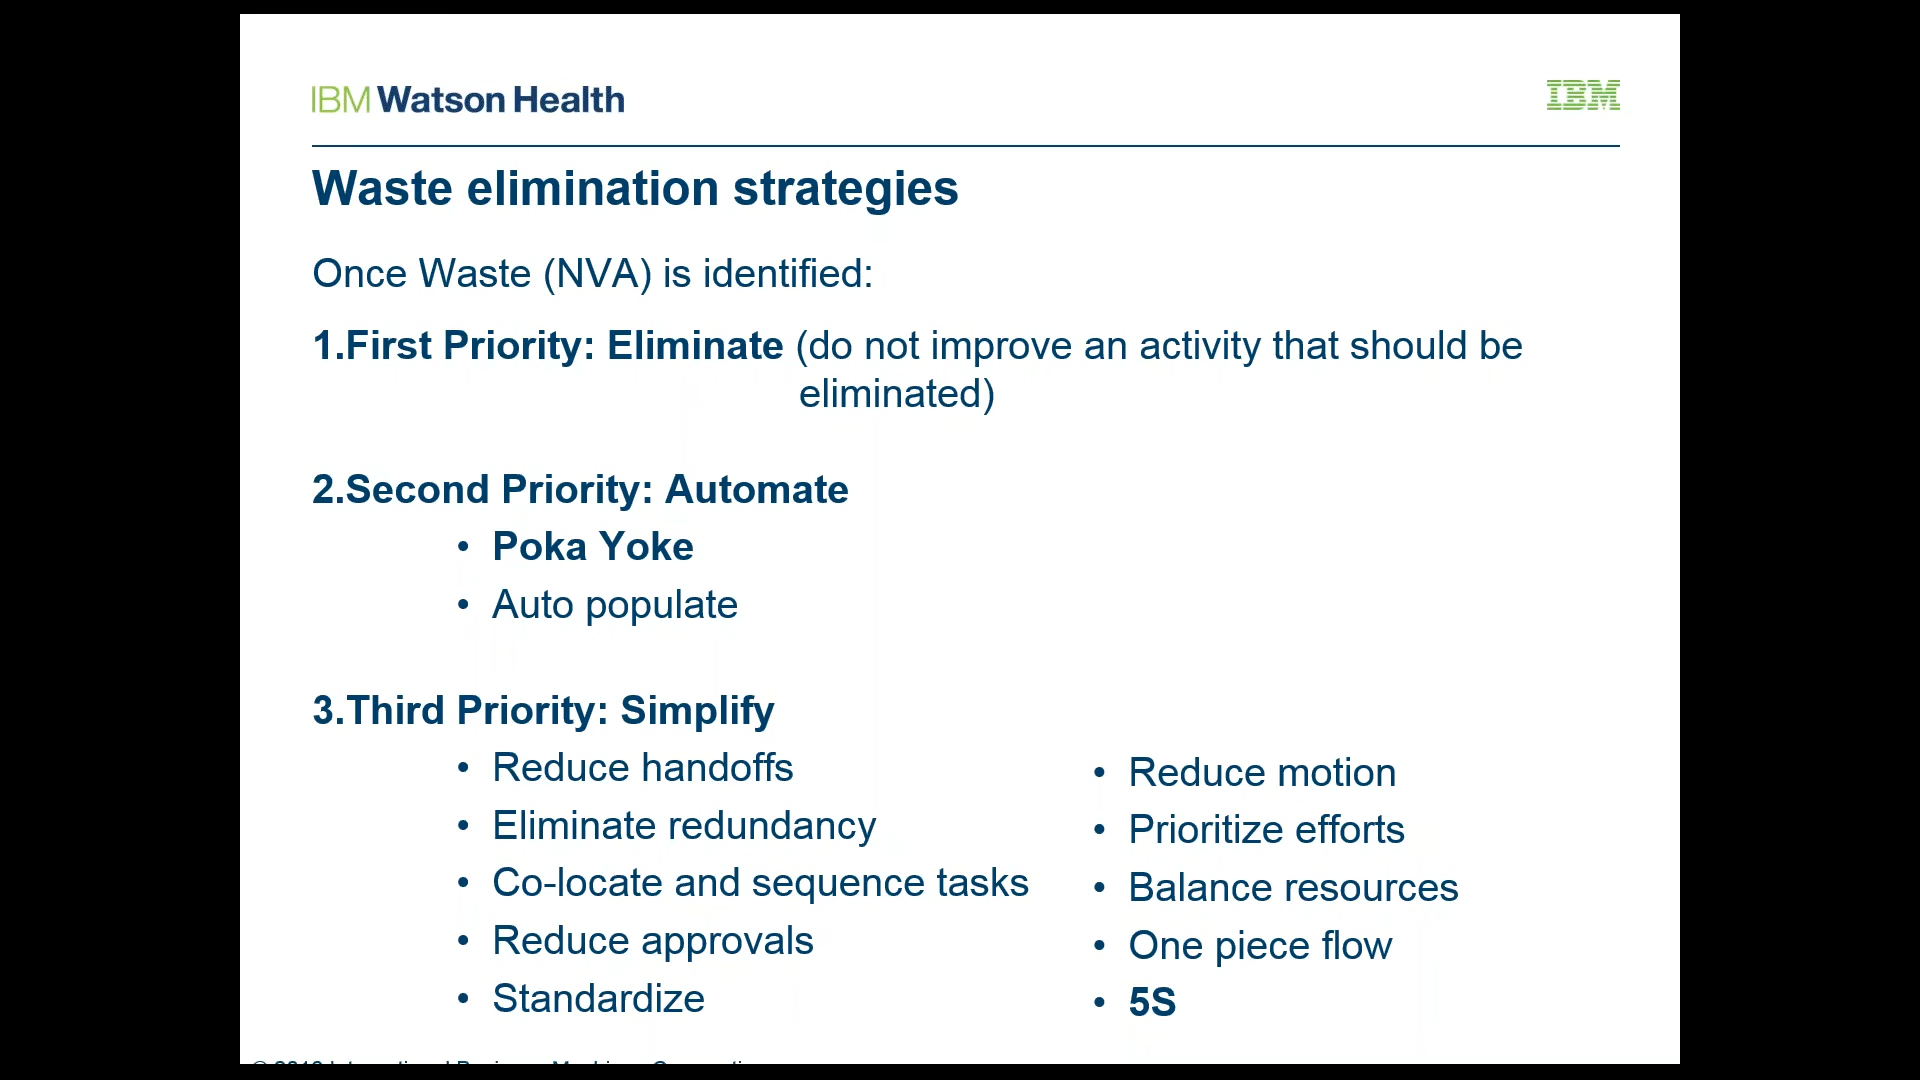 IBM Watson Health
IBM
Waste elimination strategies
Once Waste (NVA) is identified:
1.First Priority: Eliminate (do not improve an activity that should be
eliminated)
2.Second Priority: Automate
• Poka Yoke
• Auto populate
3.Third Priority: Simplify
• Reduce handoffs
• Eliminate redundancy
• Co-locate and sequence tasks
• Reduce approvals
• Standardize
• Reduce motion
• Prioritize efforts
• Balance resources
• One piece flow
• 5S